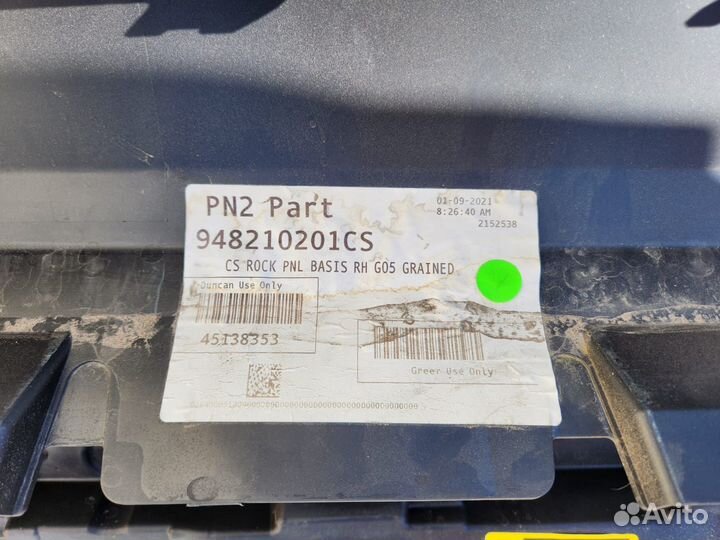 PN2 Part
01-09-2021
8:26:40 AM
2152538
948210201CS
CS ROCK PNL BASIS RH G05 GRAINED
Duncan Use Only
45138353
Greer Use Only
Avito